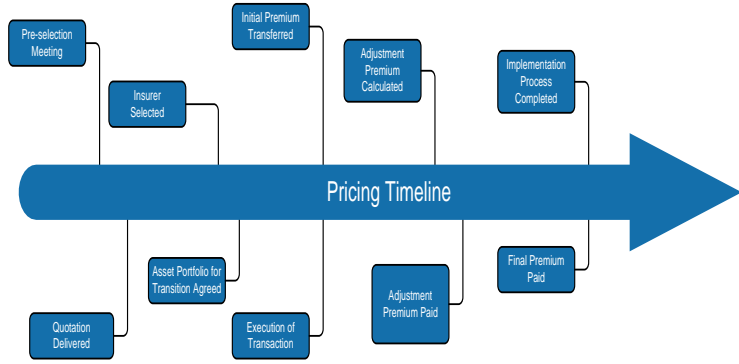 Pre-selection
Meeting
Insurer
Selected
Initial Premium
Transferred
Adjustment
Premium
Calculated
Implementation
Process
Completed
Pricing Timeline
Quotation
Delivered
Asset Portfolio for
Transition Agreed
Execution of
Transaction
Adjustment
Premium Paid
Final Premium
Paid